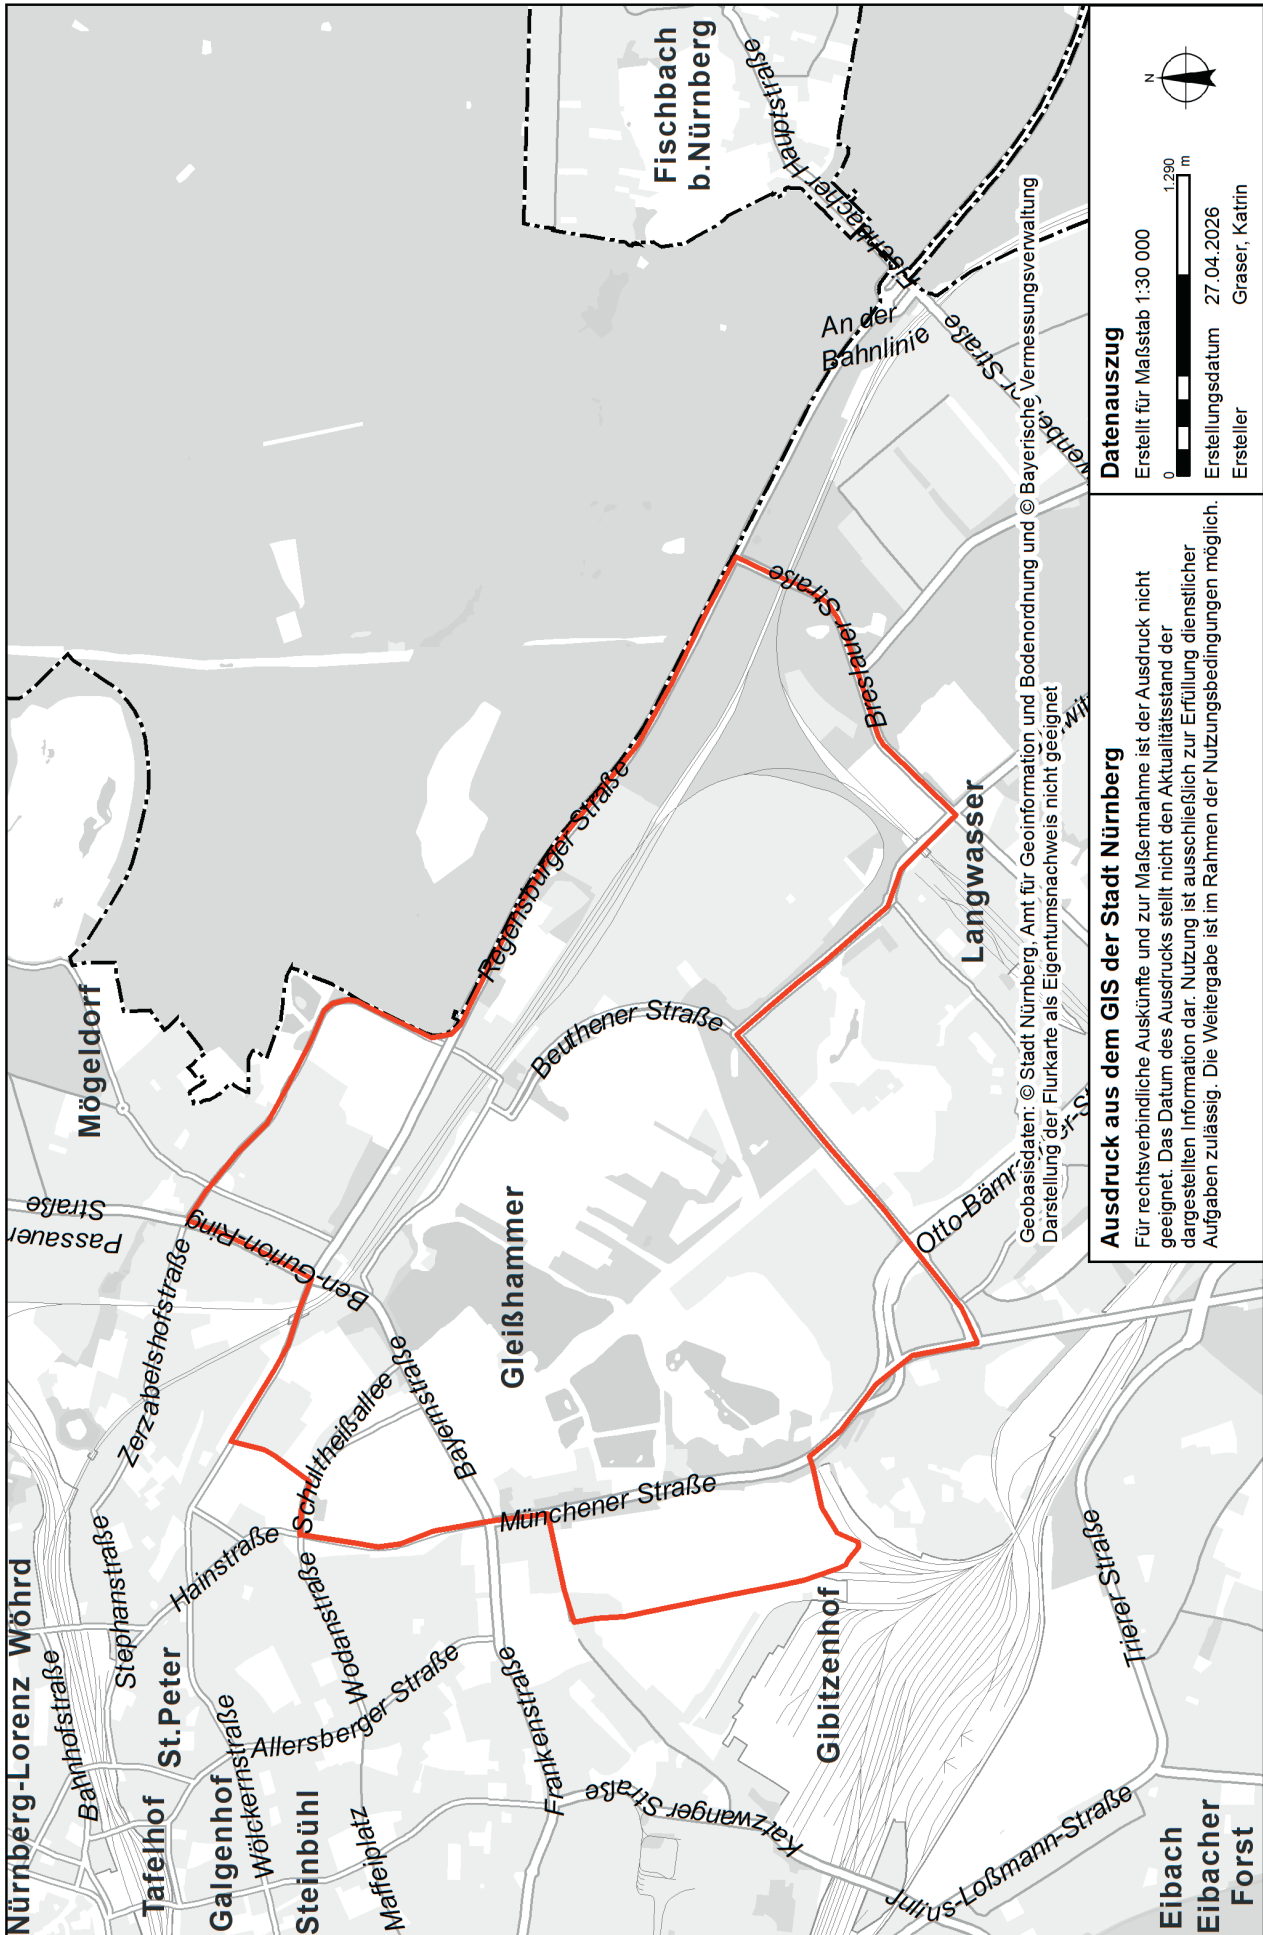 Nürnberg-Lorenz
Wöhrd
Bahnhofstraße
Stephanstraße
Tafelhof
St.Peter
Galgenhof
Wölckernstraße
Steinbühl
Maffeiplatz
Hainstraße
Wodanstraße
Allersberger Straße
Frankenstraße
Katzwanger Straße
Gibitzenhof
Julius-Loßmann-Straße
Trierer Straße
Eibach
Eibacher
Forst
Zerzabelshofstraße
Passauer
Straße
Mögeldorf
Ben-Gurion-Ring
Schultheißallee
Bayernstraße
Münchener Straße
Gleißhammer
Beuthener Straße
Regensburger Straße
Otto-Bärnr
Langwasser
Breslauer Straße
An der
Bahnlinie
Fischbacher Hauptstraße
Fischbach
b.Nürnberg
Geobasisdaten: © Stadt Nürnberg, Amt für Geoinformation und Bodenordnung und © Bayerische Vermessungsverwaltung
Darstellung der Flurkarte als Eigentumsnachweis nicht geeignet
Ausdruck aus dem GIS der Stadt Nürnberg
Für rechtsverbindliche Auskünfte und zur Maßentnahme ist der Ausdruck nicht
geeignet. Das Datum des Ausdrucks stellt nicht den Aktualitätsstand der
dargestellten Information dar. Nutzung ist ausschließlich zur Erfüllung dienstlicher
Aufgaben zulässig. Die Weitergabe ist im Rahmen der Nutzungsbedingungen möglich.
Datenauszug
Erstellt für Maßstab 1:30 000
0 1.290
m
Erstellungsdatum 27.04.2026
Ersteller Graser, Katrin
N